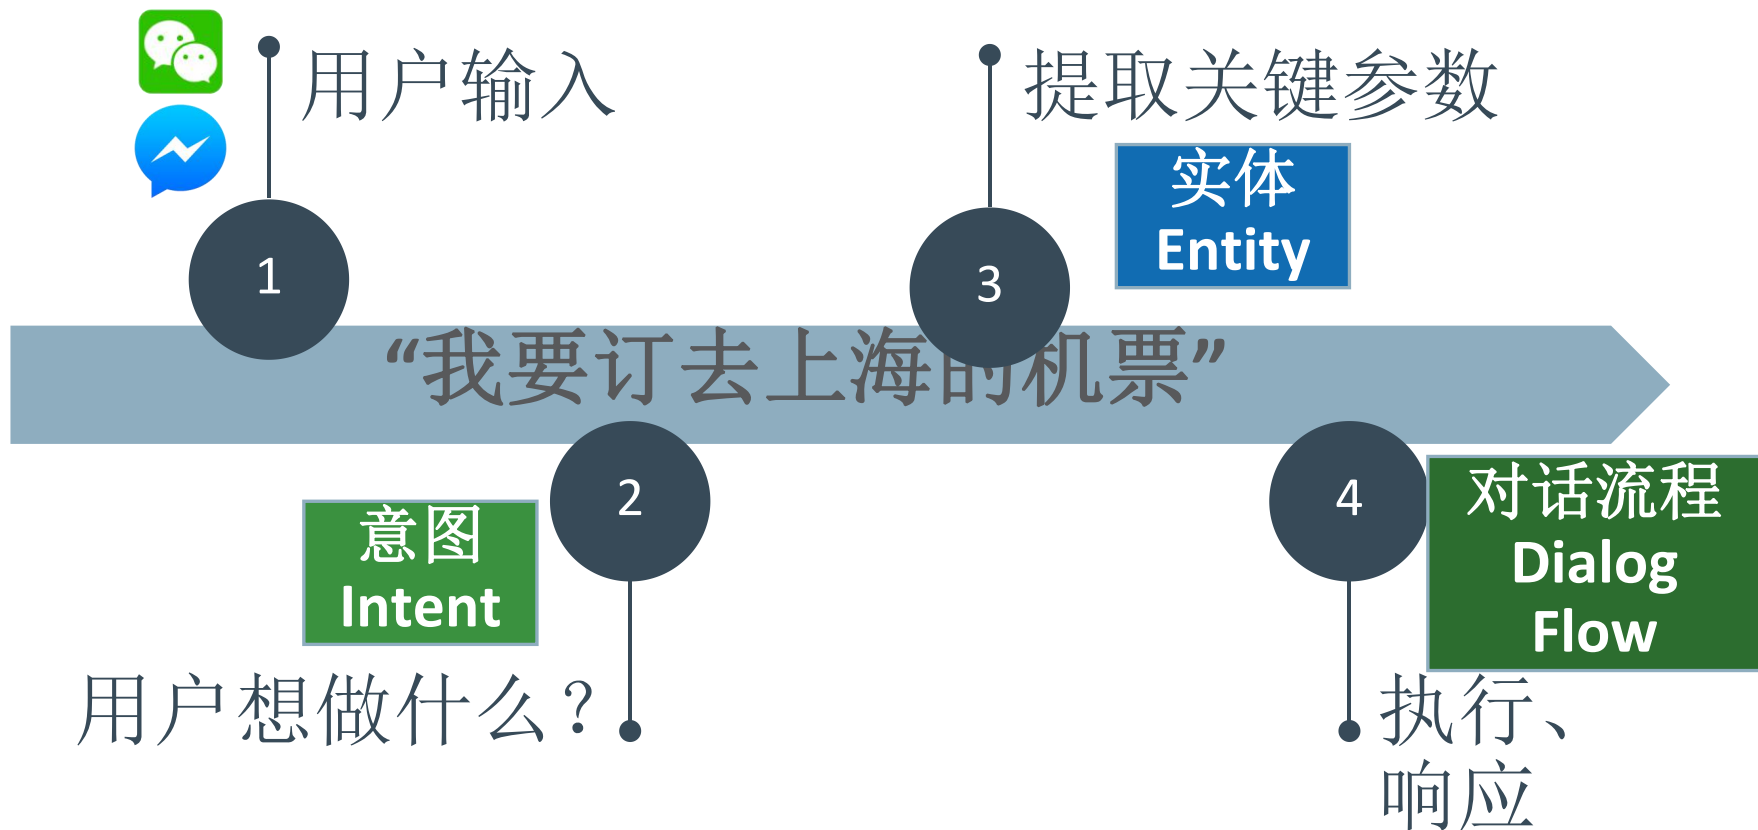 用户输入
1
提取关键参数
实体
Entity
3
“我要订去上海的机票”
2
意图
Intent
用户想做什么？
4
对话流程
Dialog
Flow
执行、
响应